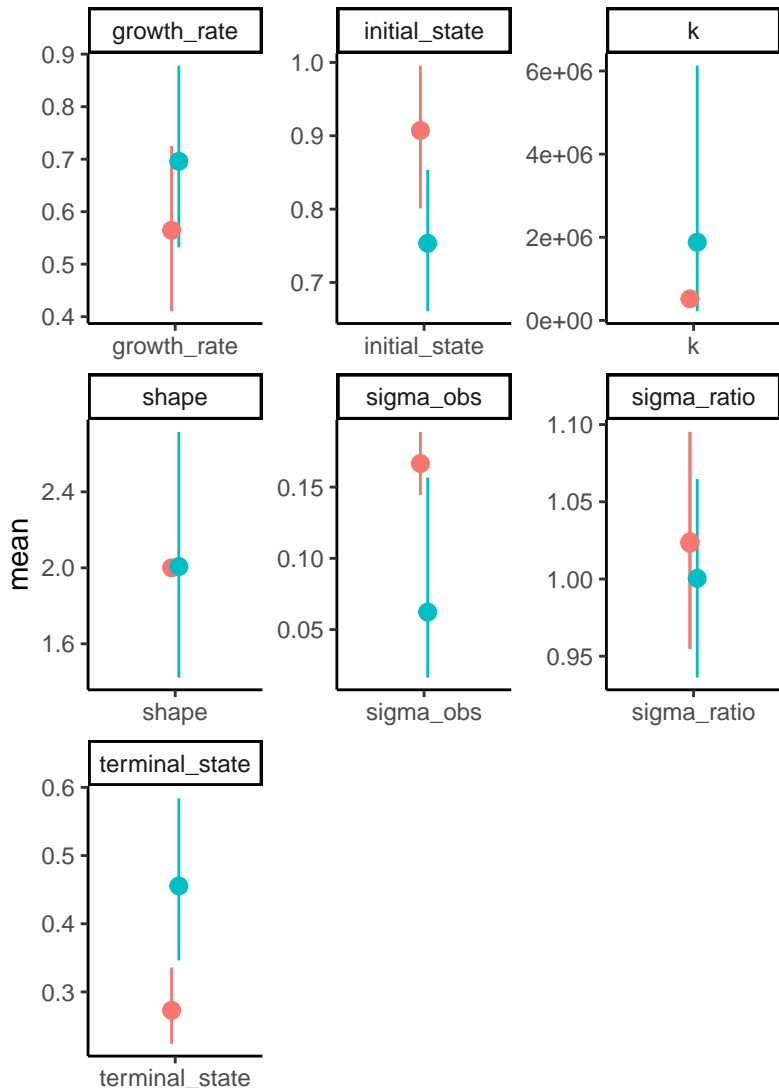 growth_rate
0.9
0.8
0.7
0.6
0.5
0.4
growth_rate
initial_state
1.0
0.9
0.8
0.7
initial_state
k
6e+06
4e+06
2e+06
0e+00
k
mean
shape
2.4
2.0
1.6
shape
sigma_obs
0.15
0.10
0.05
sigma_obs
sigma_ratio
1.10
1.05
1.00
0.95
sigma_ratio
terminal_state
0.6
0.5
0.4
0.3
terminal_state